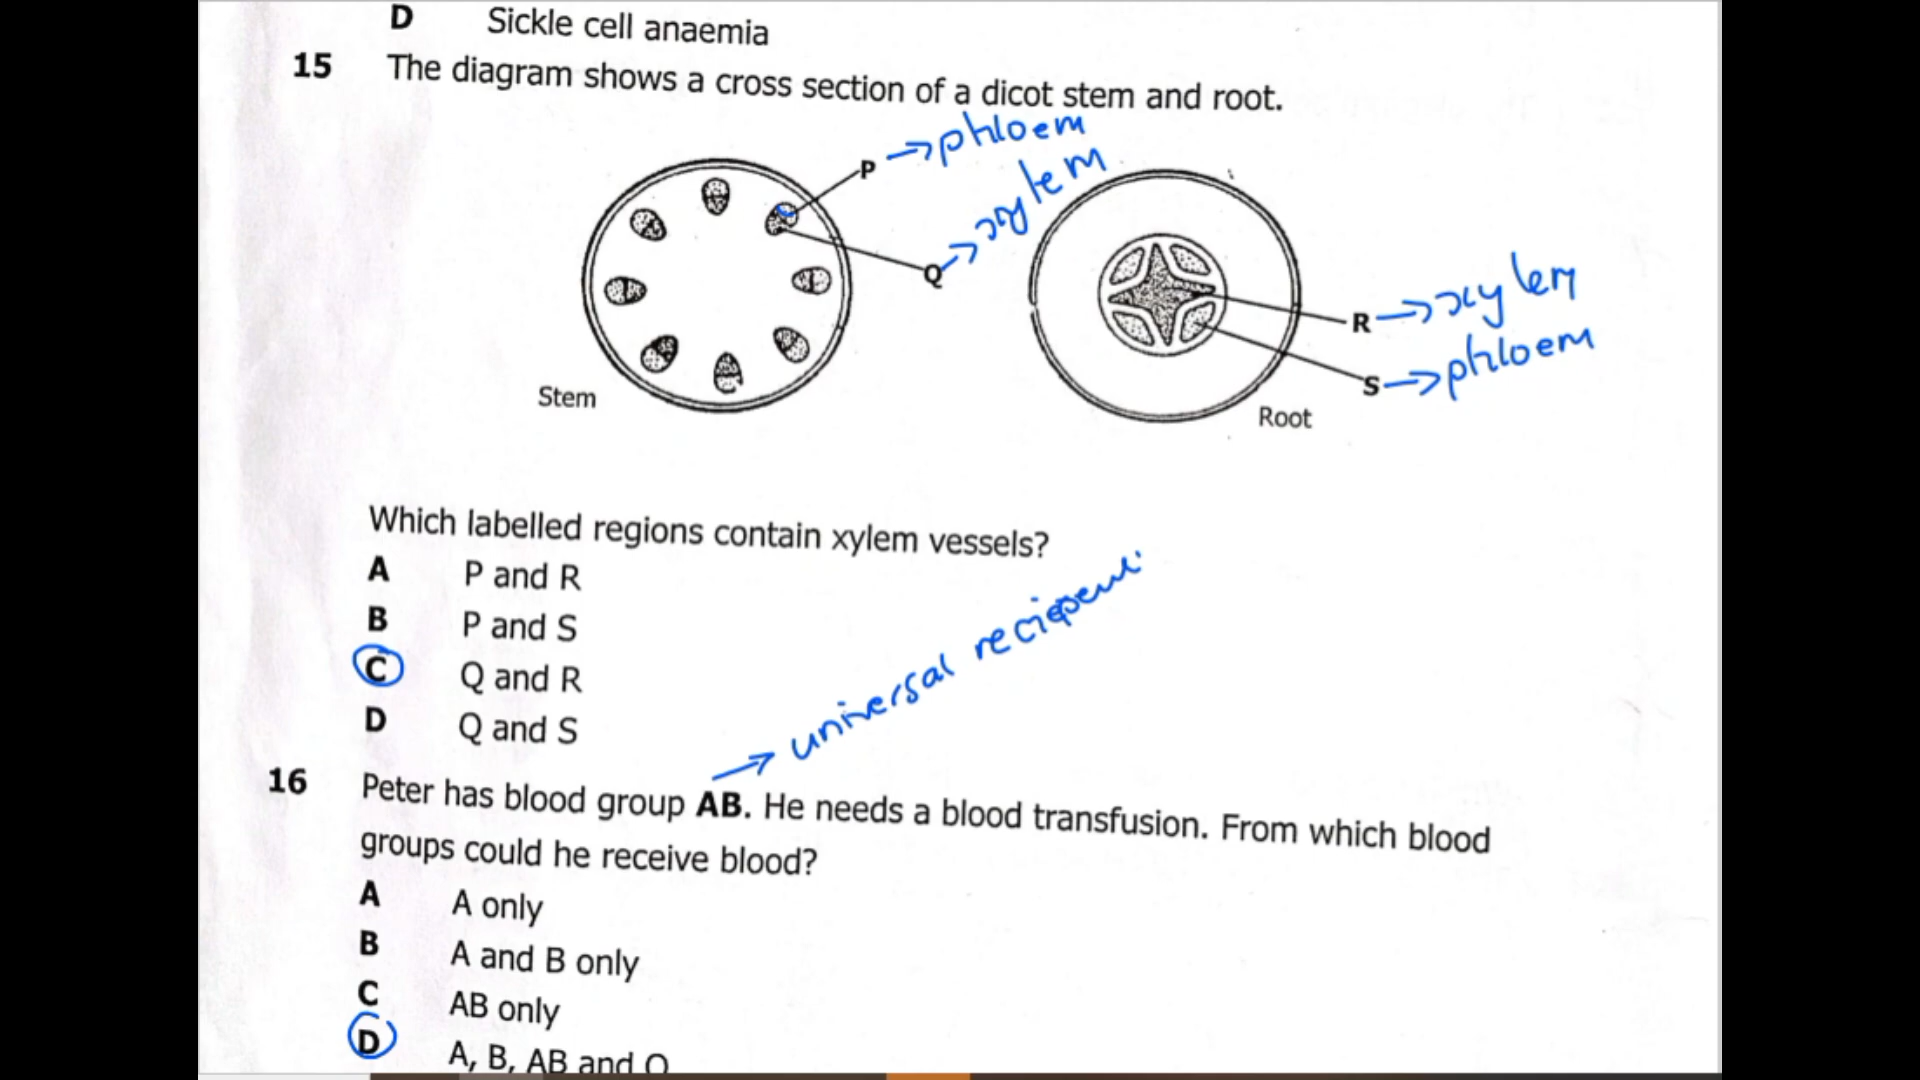 D Sickle cell anaemia
15 The diagram shows a cross section of a dicot stem and root.
P → phloem
Q → xylem
R → xylem
S → phloem
Stem
Root
Which labelled regions contain xylem vessels?
A P and R
B P and S
C Q and R
D Q and S
→ universal
16 Peter has blood group AB. He needs a blood transfusion. From which blood
groups could he receive blood?
A A only
B A and B only
C AB only
D A, B, AB and O